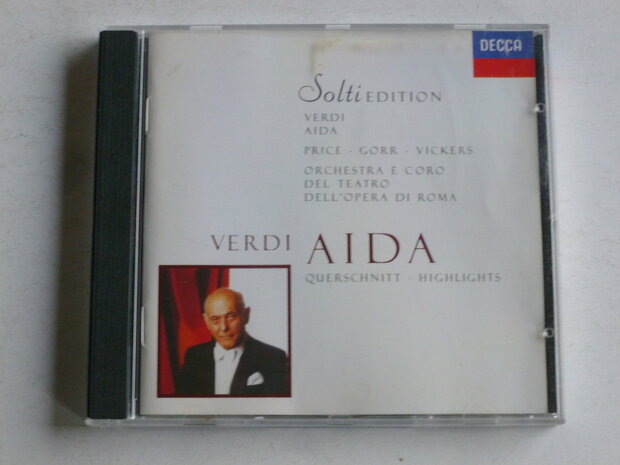 DECCA
Solti EDITION
VERDI
AIDA
PRICE · GORR · VICKERS
ORCHESTRA E CORO
DEL TEATRO
DELL'OPERA DI ROMA
VERDI AIDA
QUERSCHNITT · HIGHLIGHTS